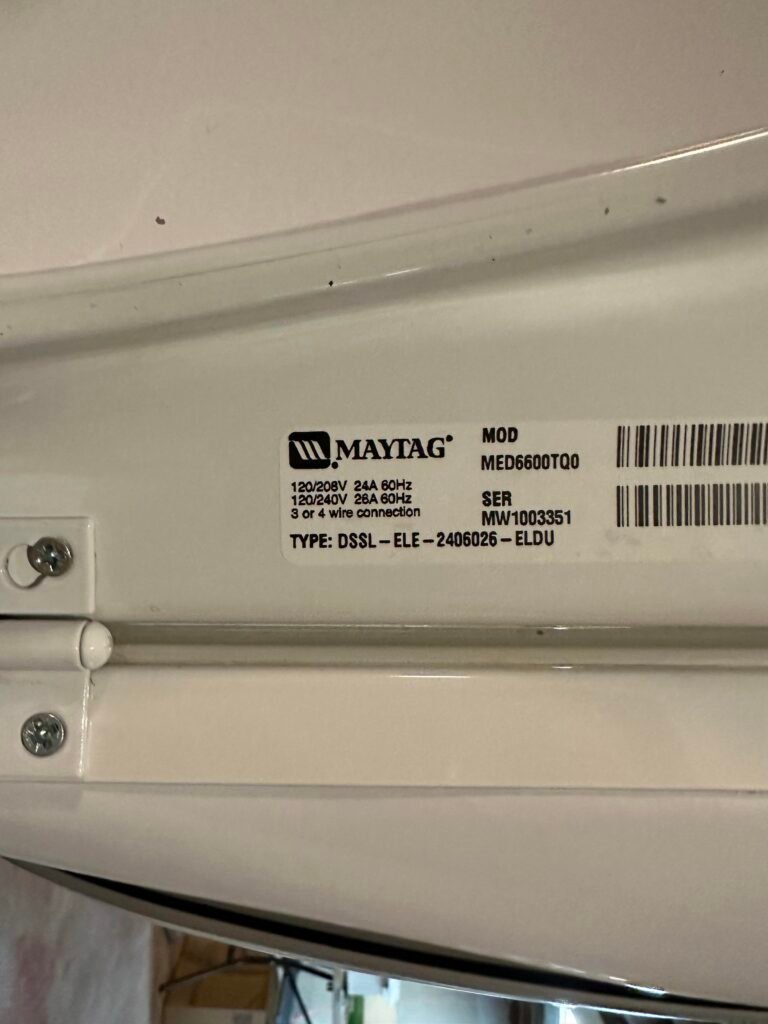 MAYTAG
120/208V 24A 60Hz
120/240V 26A 60Hz
3 or 4 wire connection
MOD
MED6600TQ0
SER
MW1003351
TYPE: DSSL-ELE-2406026-ELDU